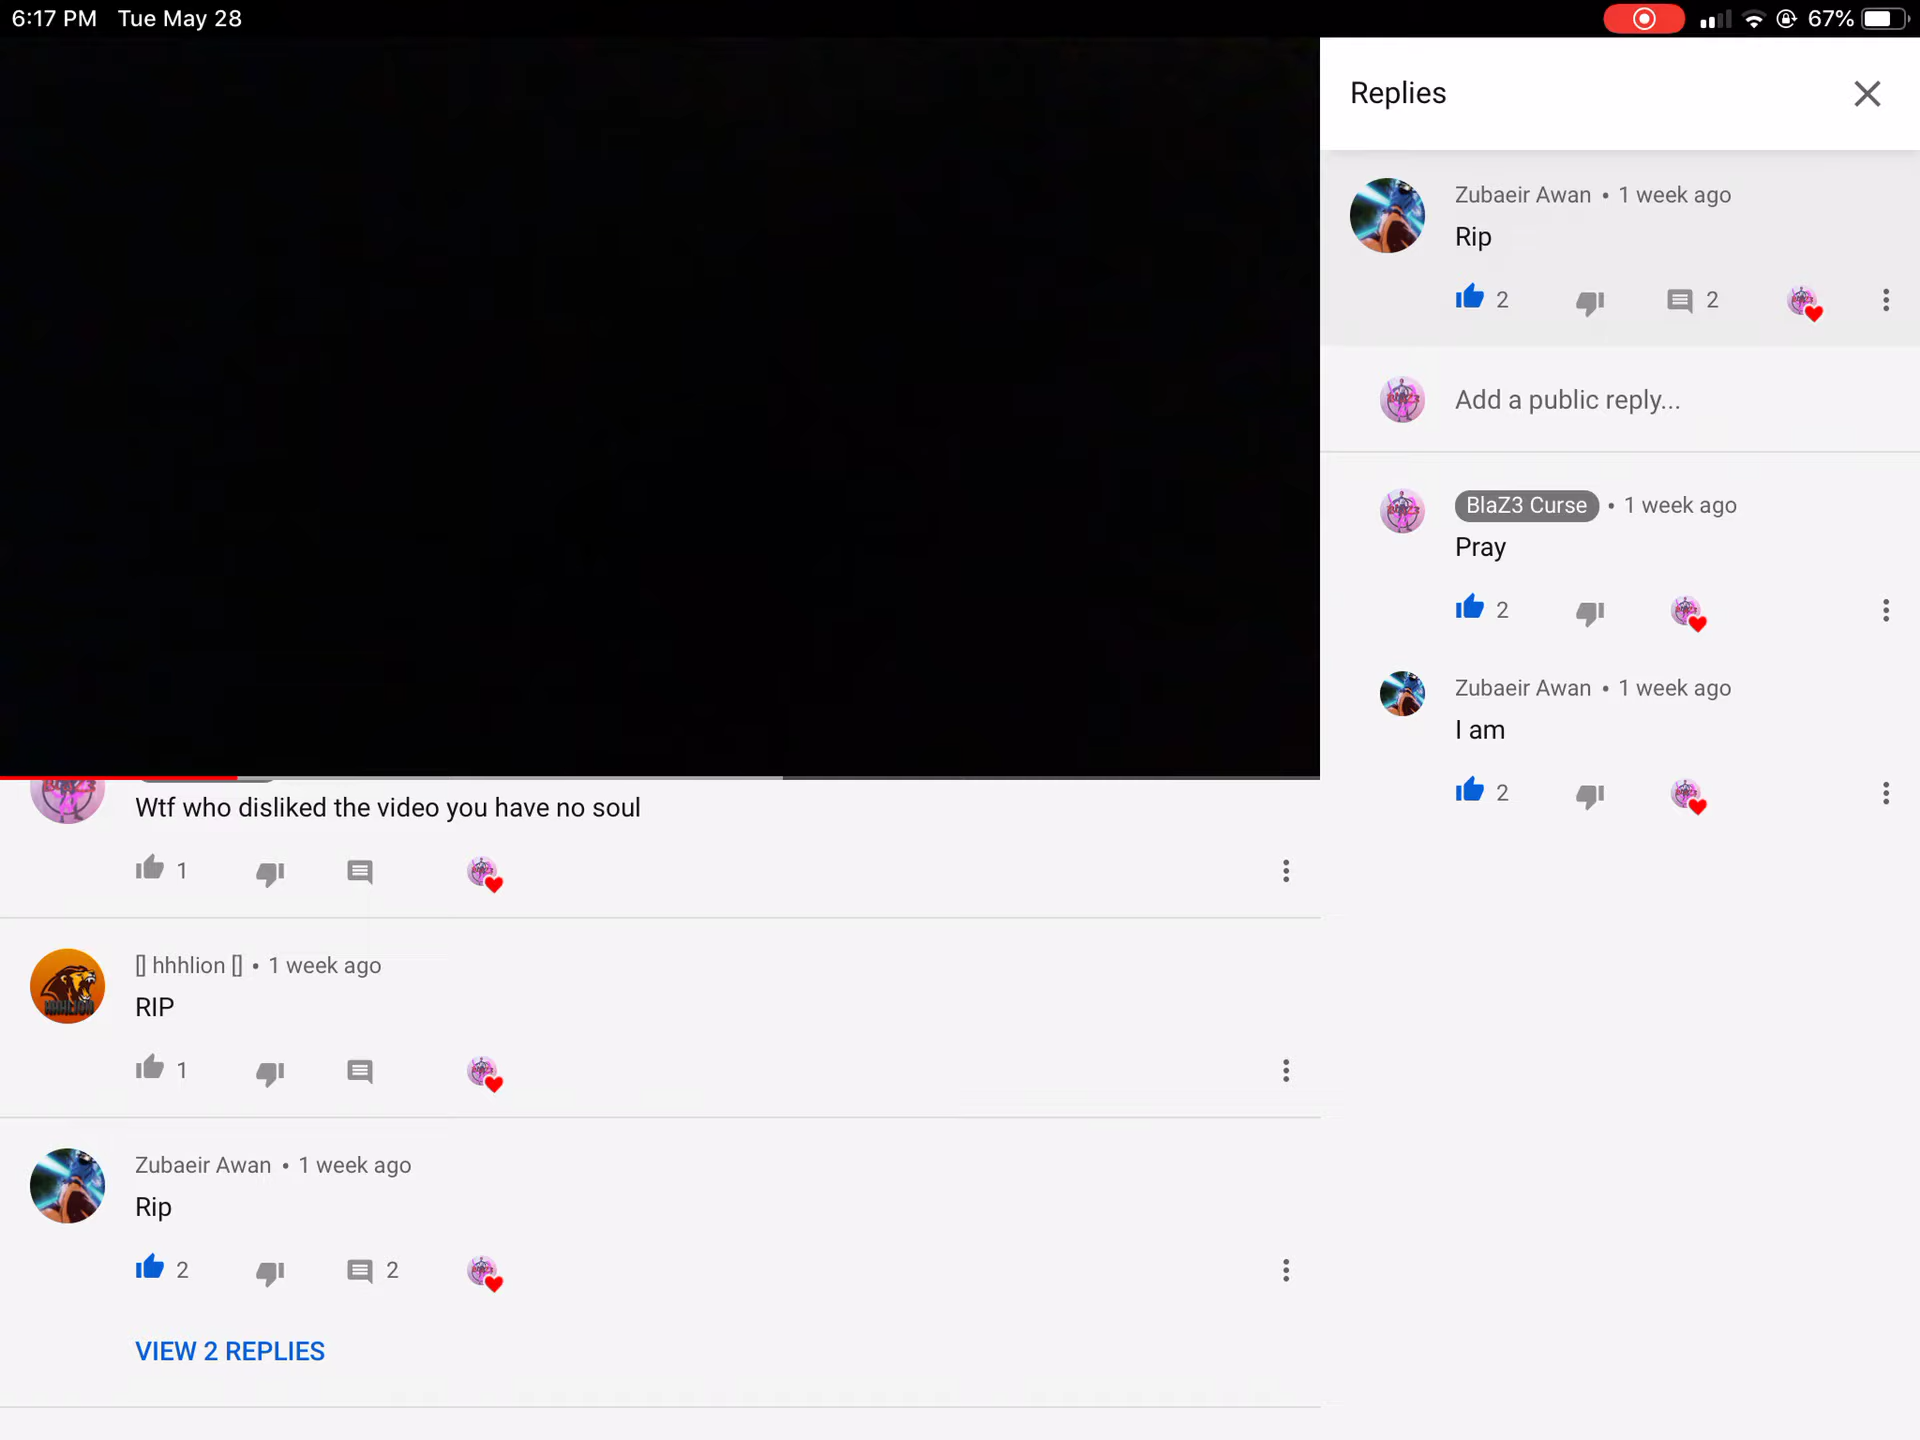 6:17 PM Tue May 28
67%
Replies
Zubaeir Awan • 1 week ago
Rip
2
2
Add a public reply...
BlaZ3 Curse • 1 week ago
Pray
2
Zubaeir Awan • 1 week ago
I am
2
Wtf who disliked the video you have no soul
1
[] hhhlion [] • 1 week ago
RIP
1
Zubaeir Awan • 1 week ago
Rip
2
2
VIEW 2 REPLIES